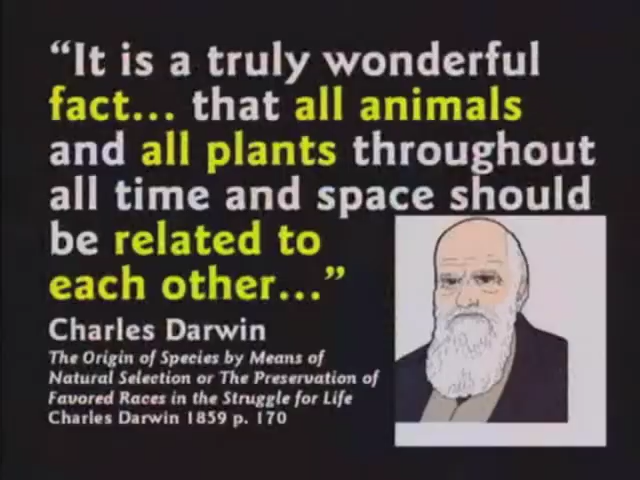 “It is a truly wonderful
fact... that all animals
and all plants throughout
all time and space should
be related to
each other...”
Charles Darwin
The Origin of Species by Means of
Natural Selection or The Preservation of
Favored Races in the Struggle for Life
Charles Darwin 1859 p. 170